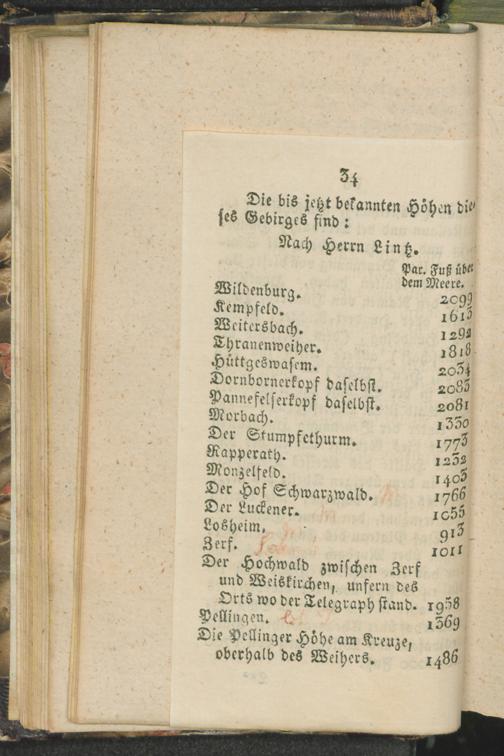 34
Die bis jetzt bekannten Höhen die-
ses Gebirges sind:
Nach Herrn Lintz.
Par. Fuß über
dem Meere.
Wildenburg. 2099
Kempfeld. 1613
Weitersbach. 1292
Thranenweiher. 1818
Hüttgeswasem. 2034
Dornbornerkopf daselbst. 2083
Pannefelserkopf daselbst. 2081
Morbach. 1330
Der Stumpfethurm. 1773
Rapperath. 1232
Monzelfeld. 1403
Der Hof Schwarzwald. 1766
Der Luckener. 1055
Losheim, 913
Zerf. 1011
Der Hochwald zwischen Zerf
und Weiskirchen, unfern des
Orts wo der Telegraph stand. 1958
Pellingen. 1369
Die Pellinger Höhe am Kreuze,
oberhalb des Weihers. 1486